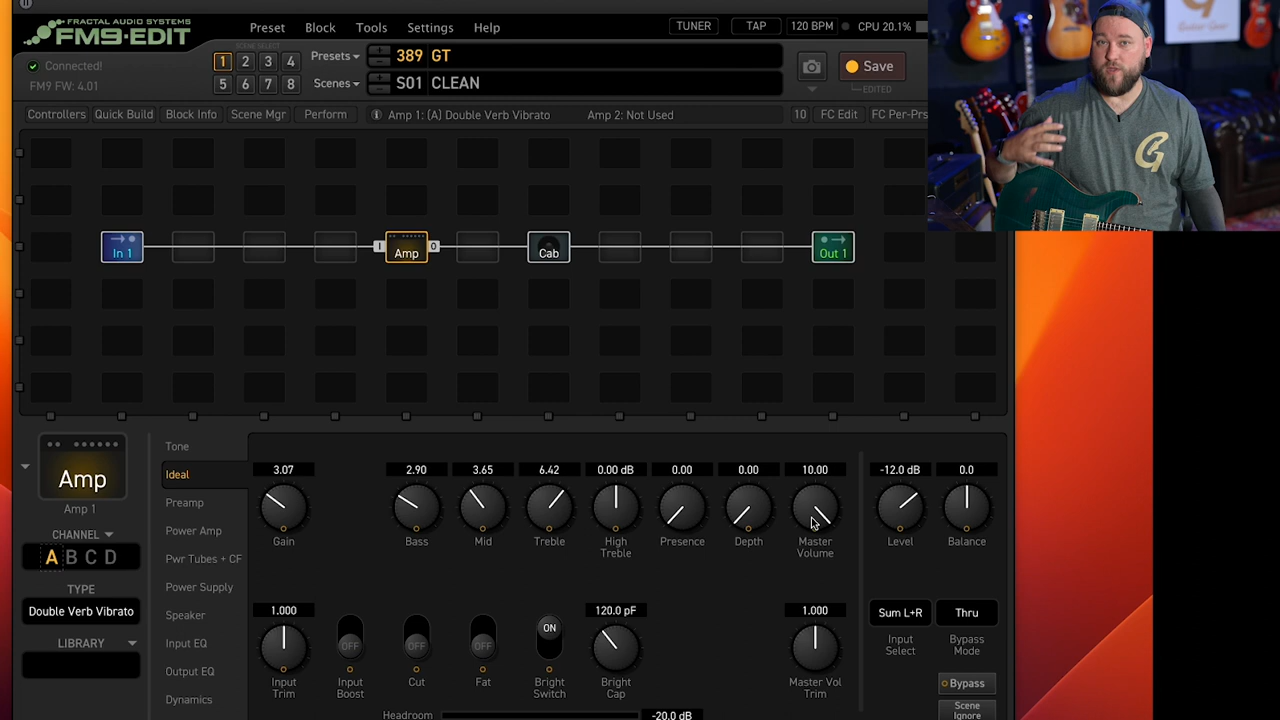 FRACTAL AUDIO SYSTEMS
FM9-EDIT
Preset Block Tools Settings Help
TUNER TAP 120 BPM CPU 20.1%
Connected!
FM9 FW: 4.01
SCENE SELECT
1 2 3 4
5 6 7 8
Presets 389 GT
Scenes S01 CLEAN
Save
EDITED
Controllers Quick Build Block Info Scene Mgr Perform Amp 1: (A) Double Verb Vibrato Amp 2: Not Used 10 FC Edit FC Per-Prs
In 1 I Amp O Cab Out 1
Amp
Amp 1
CHANNEL
A B C D
TYPE
Double Verb Vibrato
LIBRARY
Tone
Ideal
Preamp
Power Amp
Pwr Tubes + CF
Power Supply
Speaker
Input EQ
Output EQ
Dynamics
3.07 2.90 3.65 6.42 0.00 dB 0.00 0.00 10.00 -12.0 dB 0.0
Gain Bass Mid Treble High Treble Presence Depth Master Volume Level Balance
1.000 120.0 pF 1.000
OFF OFF OFF ON
Sum L+R Thru
Input Trim Input Boost Cut Fat Bright Switch Bright Cap Master Vol Trim
Input Select Bypass Mode
Bypass
Scene Ignore
Headroom -20.0 dB
G
Guitar Gear